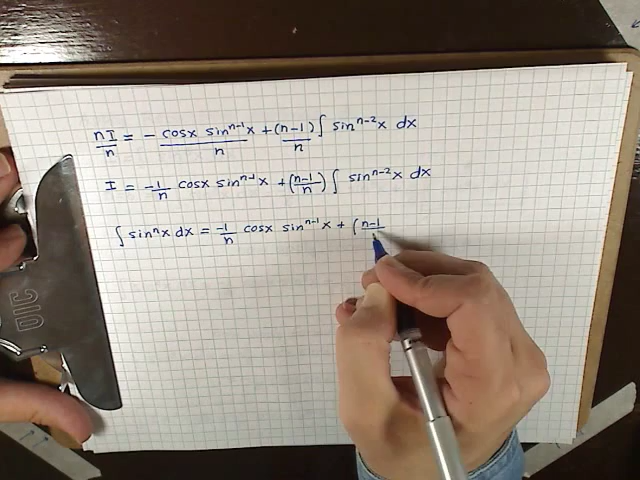 nI/n = - cosx sinⁿ⁻¹x/n + (n-1)/n ∫ sinⁿ⁻²x dx
I = -1/n cosx sinⁿ⁻¹x + (n-1/n) ∫ sinⁿ⁻²x dx
∫ sinⁿx dx = -1/n cosx sinⁿ⁻¹x + (n-1
DIC